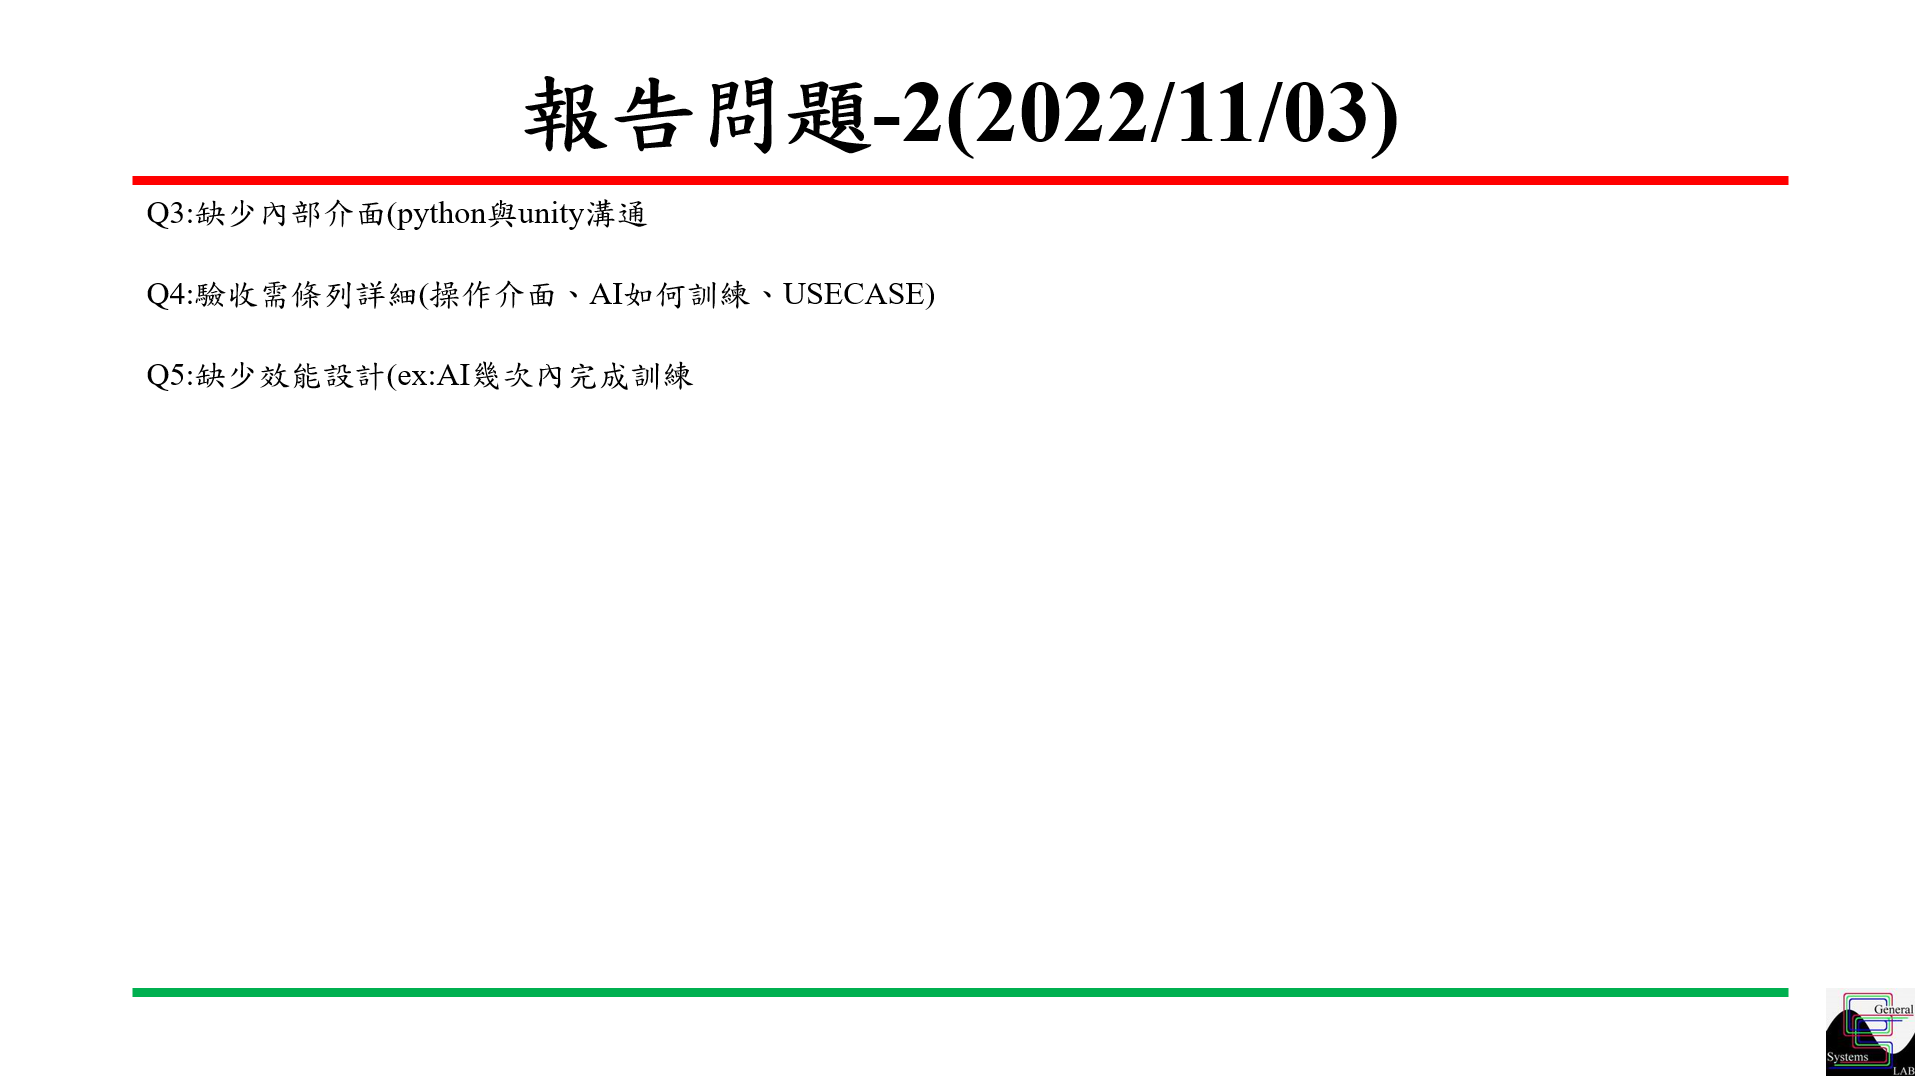 報告問題-2(2022/11/03)
Q3:缺少內部介面(python與unity溝通
Q4:驗收需條列詳細(操作介面、AI如何訓練、USECASE)
Q5:缺少效能設計(ex:AI幾次內完成訓練
General
Systems
LAB